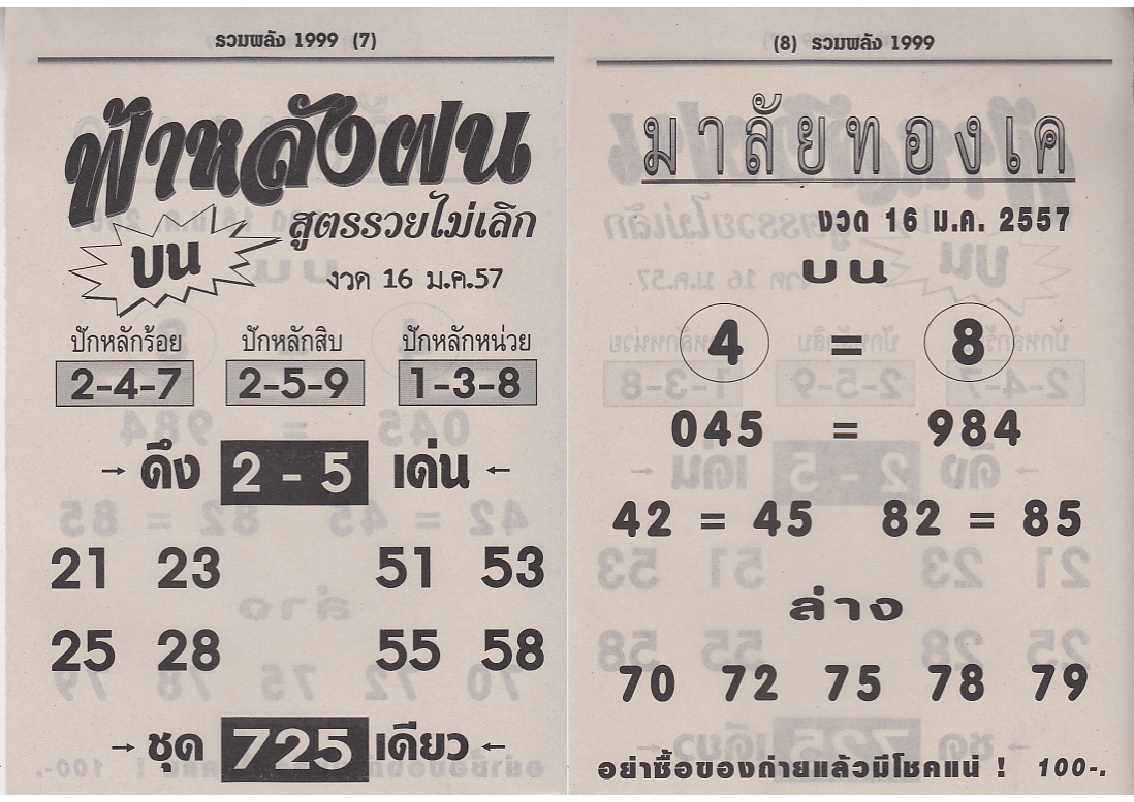 รวมพลัง 1999 (7)
ฟ้าหลังฝน
สูตรรวยไม่เลิก
บน
งวด 16 ม.ค.57
ปักหลักร้อย ปักหลักสิบ ปักหลักหน่วย
2-4-7 2-5-9 1-3-8
→ ดึง 2 - 5 เด่น ←
21 23 51 53
25 28 55 58
→ ชุด 725 เดียว ←
(8) รวมพลัง 1999
มาลัยทองเค
งวด 16 ม.ค. 2557
บน
4 = 8
045 = 984
42 = 45 82 = 85
ล่าง
70 72 75 78 79
อย่าซื้อของถ่ายแล้วมีโชคแน่ ! 100-.